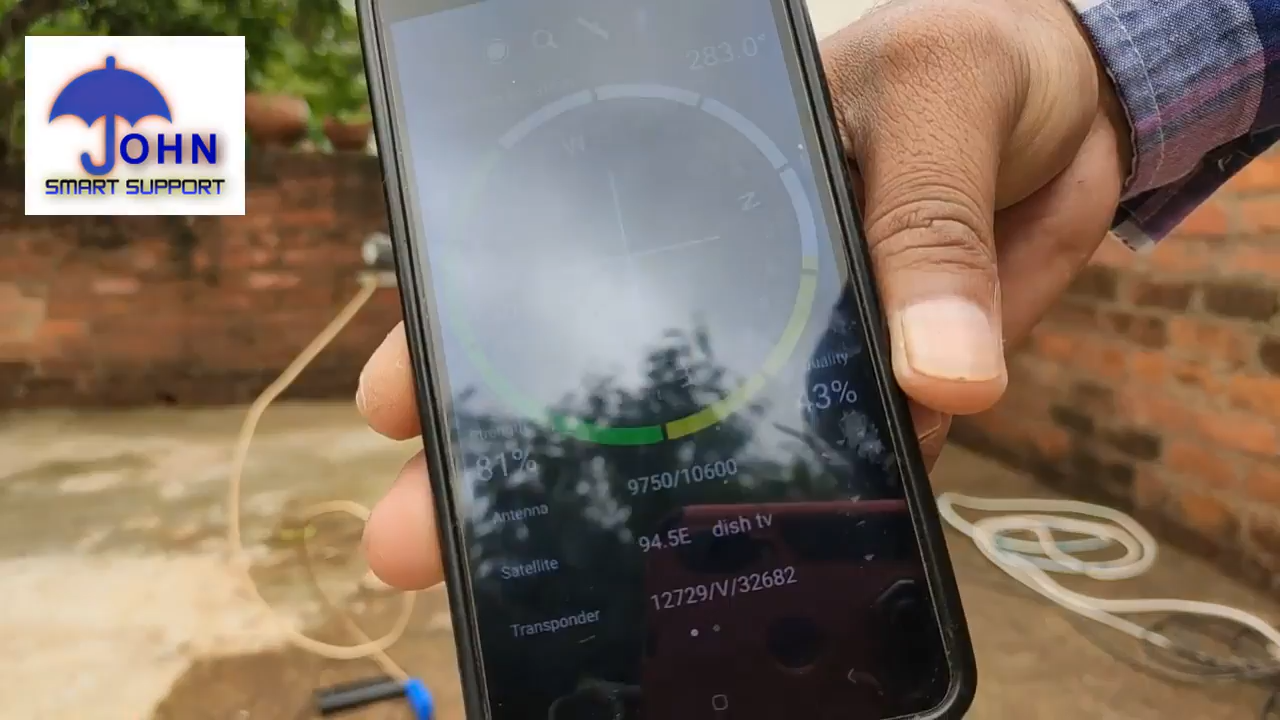 JOHN
SMART SUPPORT
283.0°
W
N
Quality
43%
81%
9750/10600
Antenna
94.5E dish tv
Satellite
12729/V/32682
Transponder